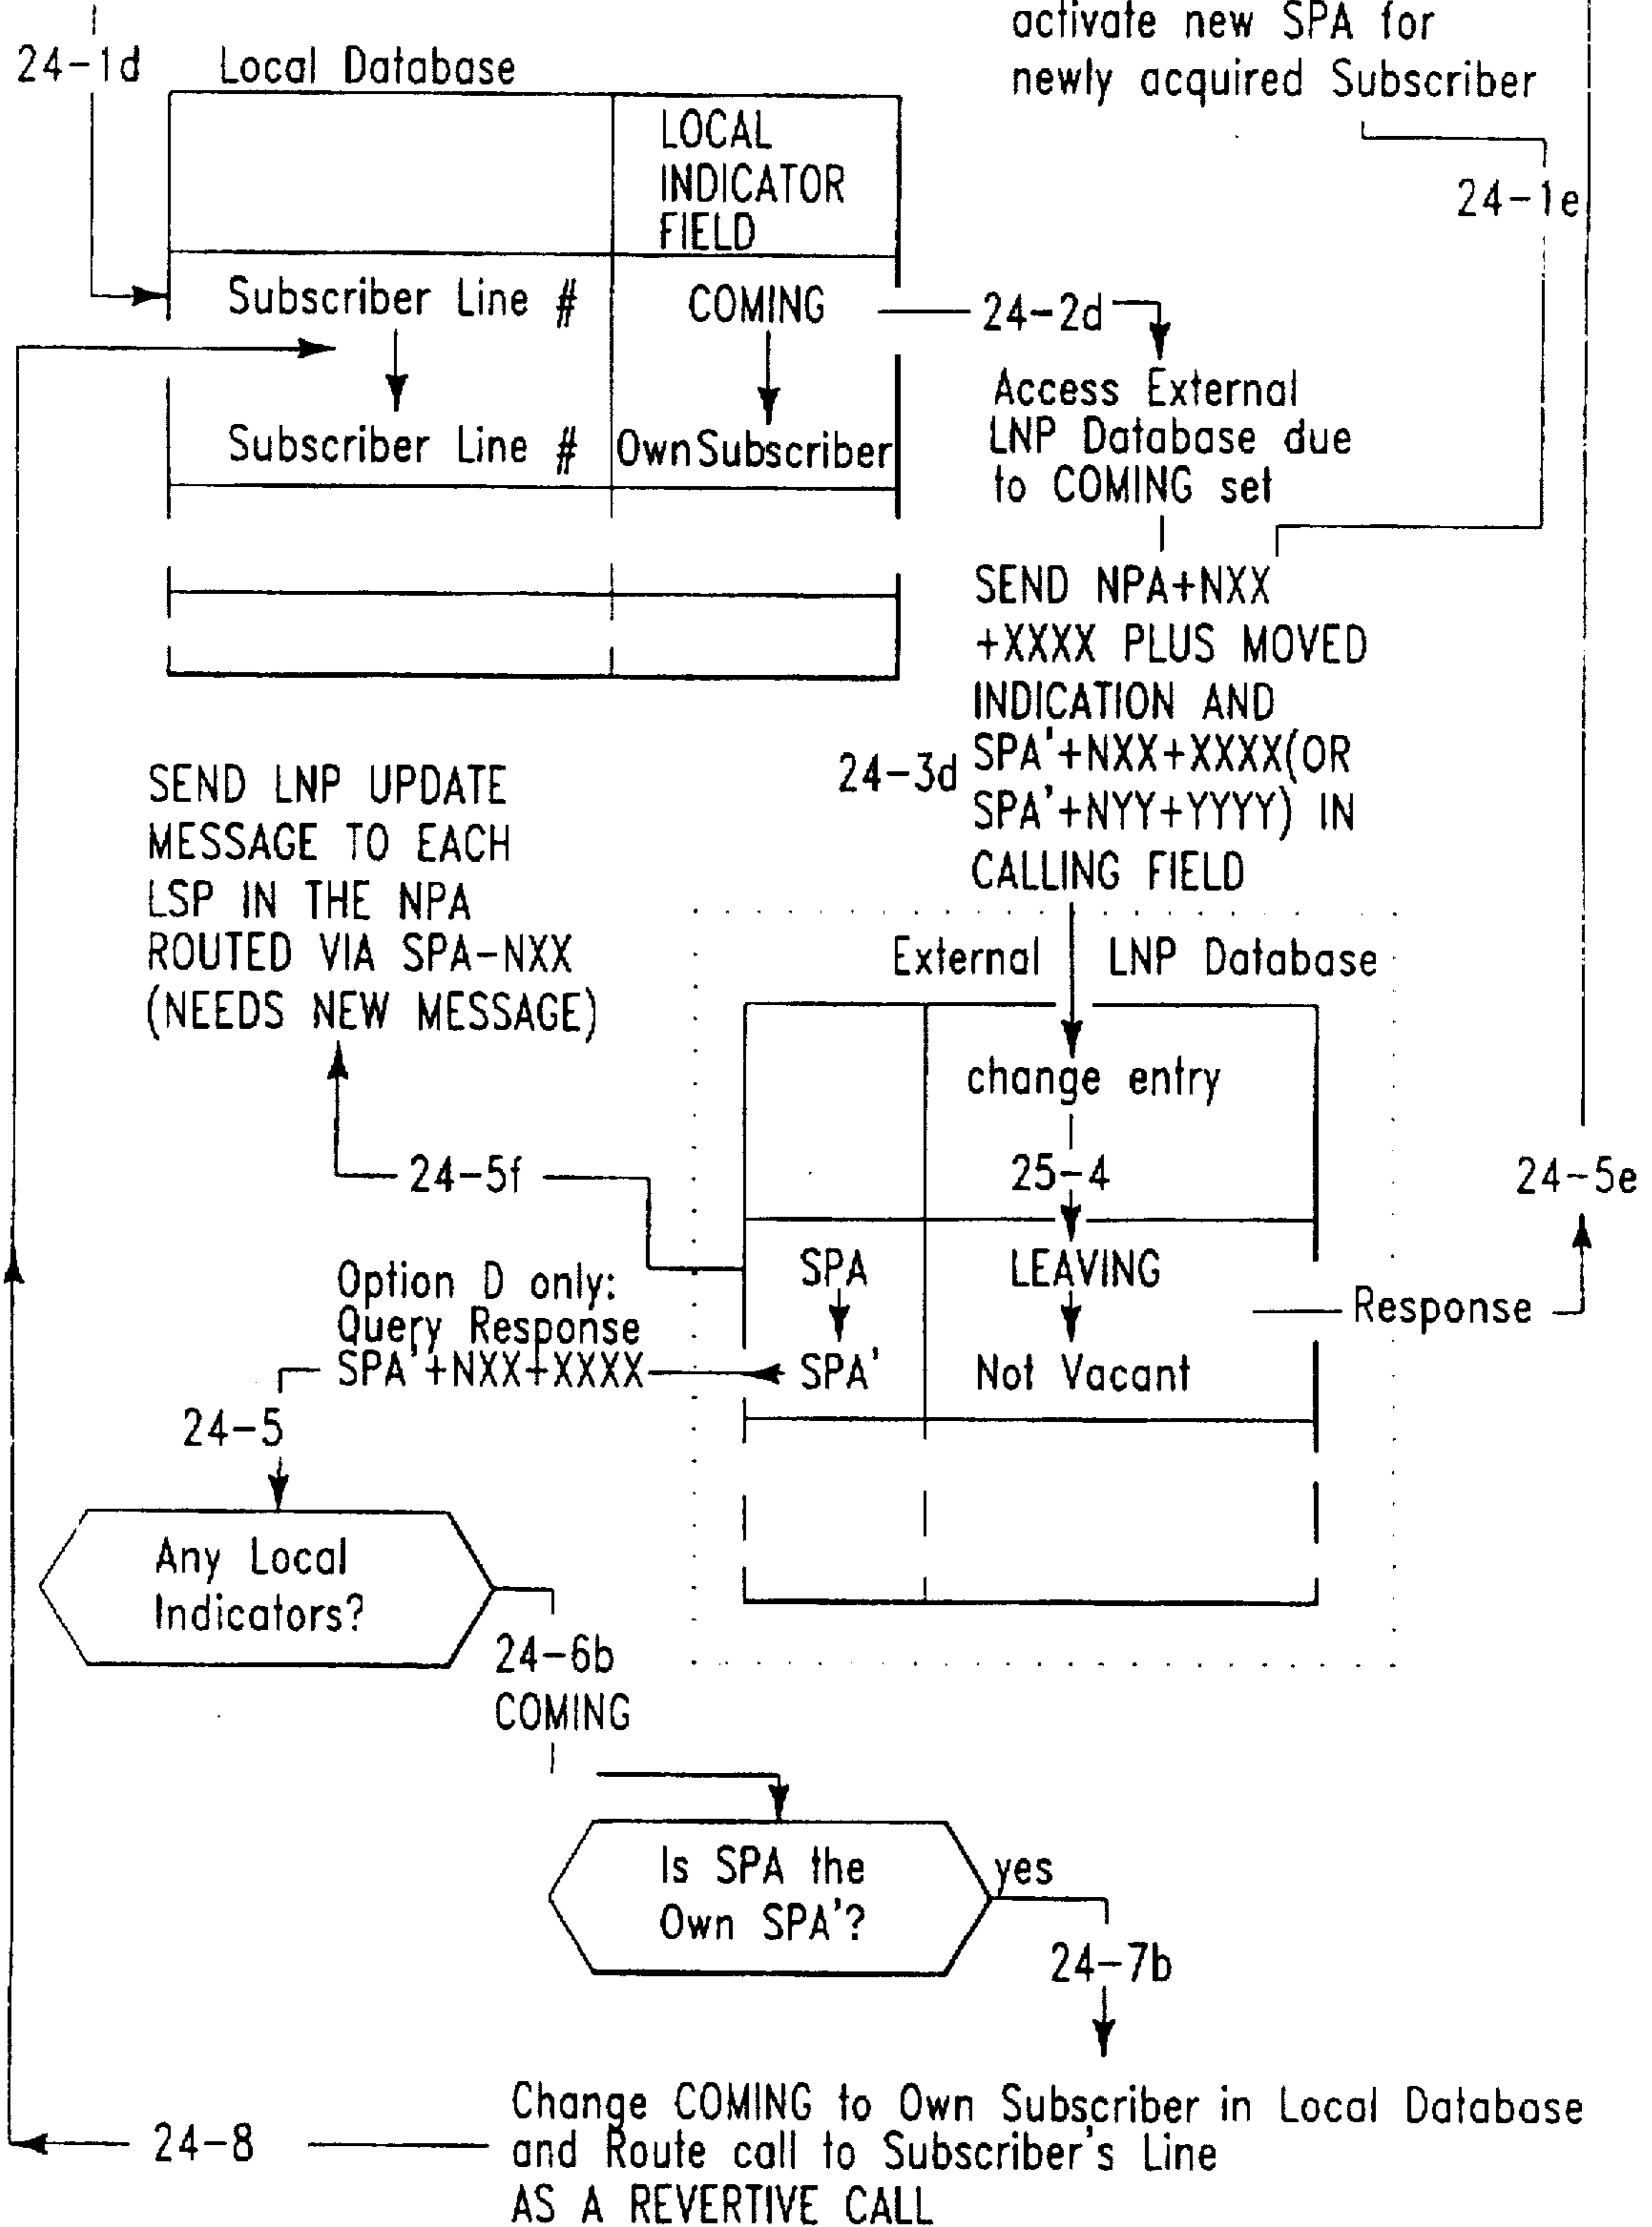 activate new SPA for
newly acquired Subscriber
24-1d
Local Database
LOCAL
INDICATOR
FIELD
24-1e
Subscriber Line #
COMING
24-2d
Subscriber Line #
Own Subscriber
Access External
LNP Database due
to COMING set
SEND NPA+NXX
+XXXX PLUS MOVED
INDICATION AND
SPA'+NXX+XXXX(OR
SPA'+NYY+YYYY) IN
CALLING FIELD
24-3d
SEND LNP UPDATE
MESSAGE TO EACH
LSP IN THE NPA
ROUTED VIA SPA-NXX
(NEEDS NEW MESSAGE)
External LNP Database
change entry
25-4
24-5f
24-5e
SPA
LEAVING
Response
SPA'
Not Vacant
Option D only:
Query Response
SPA'+NXX+XXXX
24-5
Any Local
Indicators?
24-6b
COMING
Is SPA the
Own SPA'?
yes
24-7b
Change COMING to Own Subscriber in Local Database
and Route call to Subscriber's Line
AS A REVERTIVE CALL
24-8